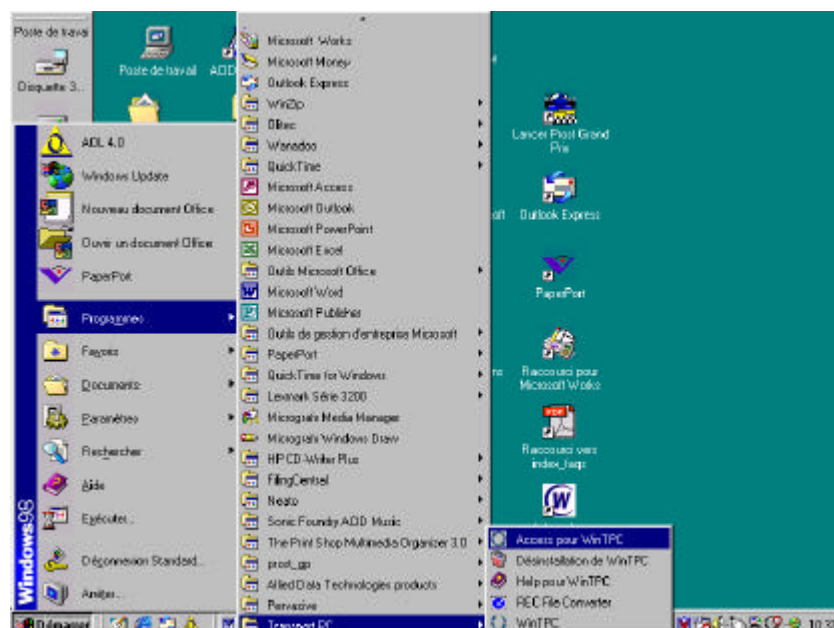 Poste de travai
Disquette 3...
Poste de travail
Lancer Prost Grand
Prix
Outlook Express
PaperPort
Raccourci pour
Microsoft Works
Raccourci vers
index_faqs
AOL 4.0
Windows Update
Nouveau document Office
Ouvrir un document Office
PaperPort
Programmes
Favoris
Documents
Paramètres
Rechercher
Aide
Exécuter...
Déconnexion Standard...
Arrêter...
Windows98
Démarrer
Microsoft Works
Microsoft Money
Outlook Express
WinZip
Olitec
Wanadoo
QuickTime
Microsoft Access
Microsoft Outlook
Microsoft PowerPoint
Microsoft Excel
Outils Microsoft Office
Microsoft Word
Microsoft Publisher
Outils de gestion d'entreprise Microsoft
PaperPort
QuickTime for Windows
Lexmark Série 3200
Micrografx Media Manager
Micrografx Windows Draw
HP CD-Writer Plus
FilingCentral
Neato
Sonic Foundry ACID Music
The Print Shop Multimedia Organizer 3.0
prost_gp
Allied Data Technologies products
Pervasive
Transport PC
Access pour WinTPC
Désinstallation de WinTPC
Help pour WinTPC
REC File Converter
WinTPC